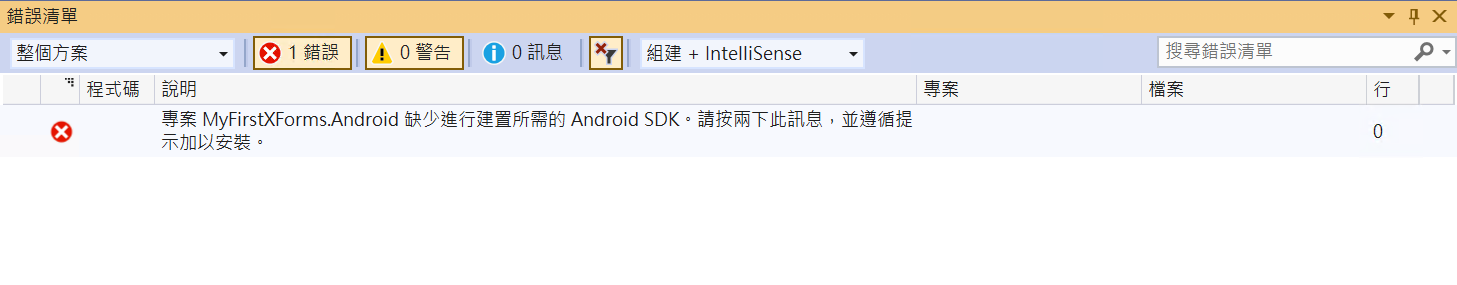 錯誤清單
整個方案 1 錯誤 0 警告 0 訊息 組建 + IntelliSense 搜尋錯誤清單
程式碼 說明 專案 檔案 行
專案 MyFirstXForms.Android 缺少進行建置所需的 Android SDK。請按兩下此訊息，並遵循提
示加以安裝。
0